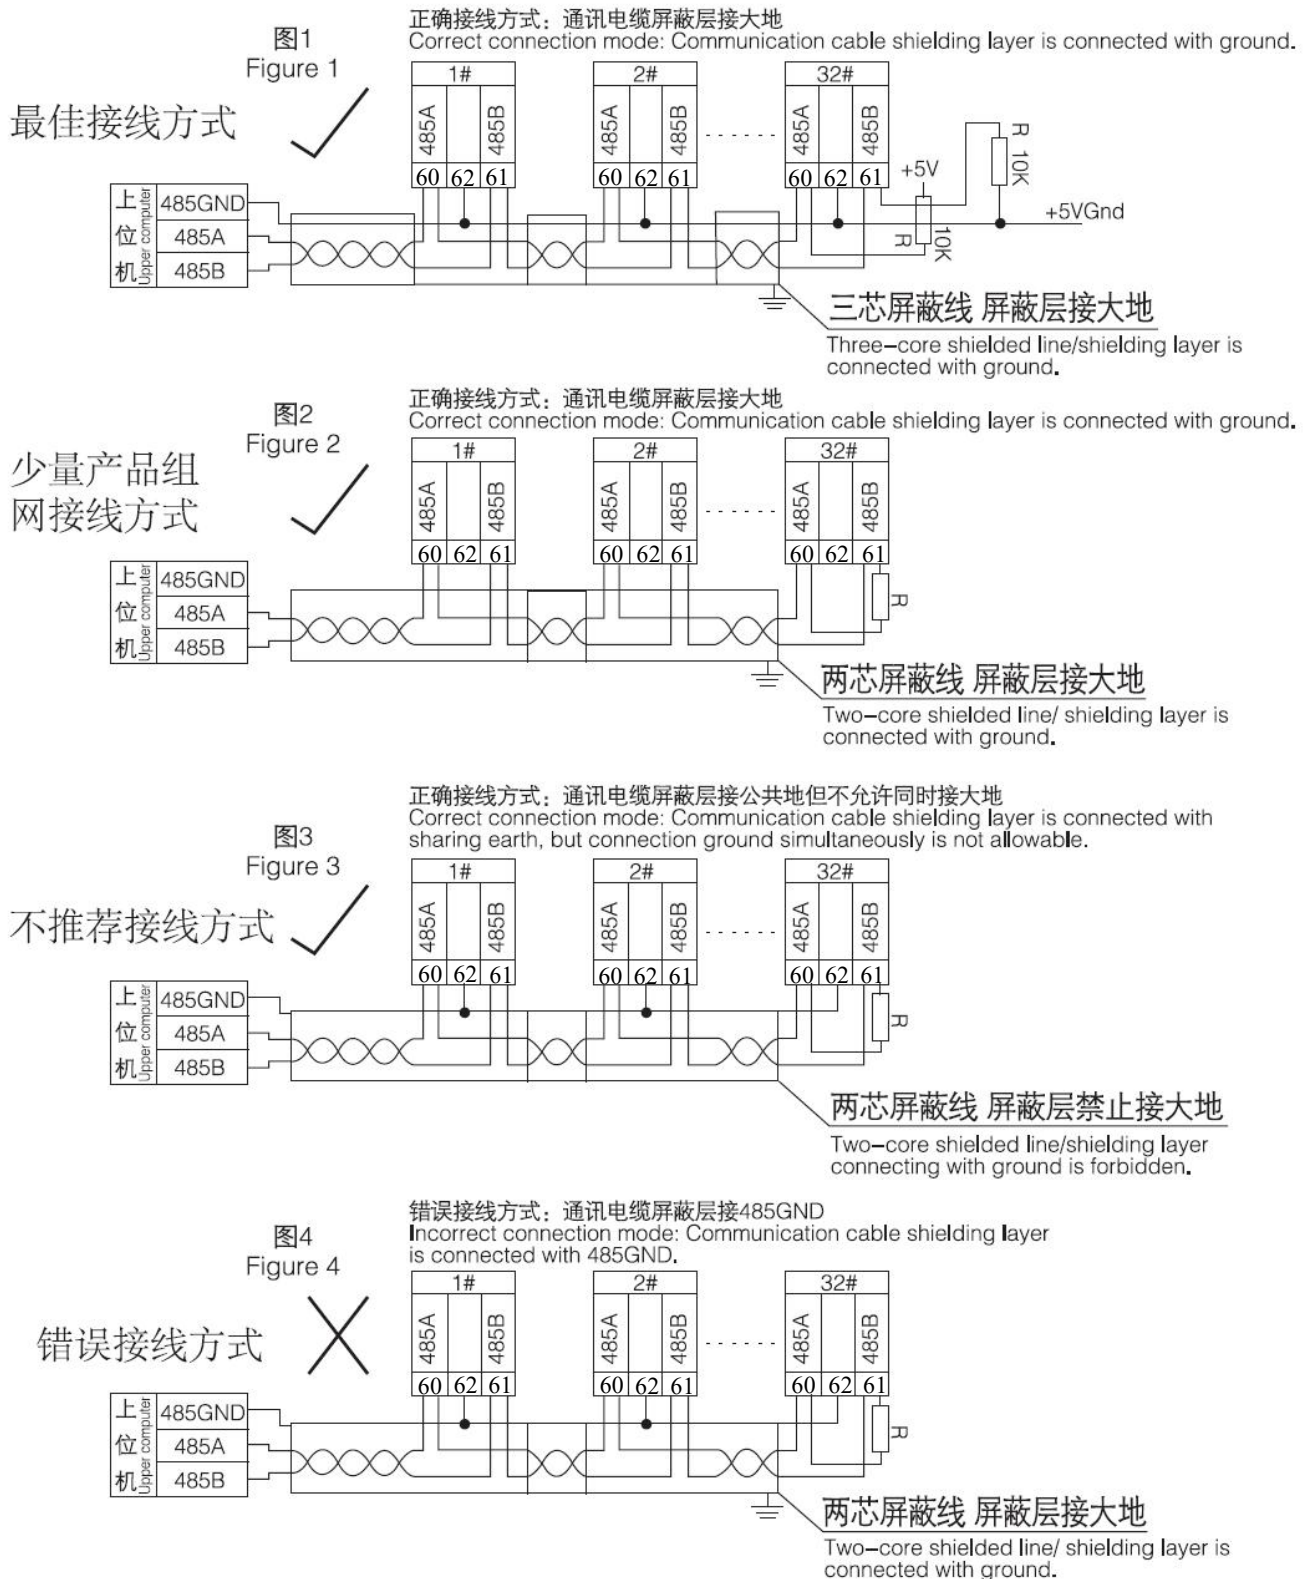 图1
Figure 1
正确接线方式：通讯电缆屏蔽层接大地
Correct connection mode: Communication cable shielding layer is connected with ground.
最佳接线方式
1#
2#
32#
485A
485B
485A
485B
485A
485B
60 62 61
60 62 61
60 62 61
.......
+5V
R 10K
R 10K
+5VGnd
上位机
Upper computer
485GND
485A
485B
三芯屏蔽线 屏蔽层接大地
Three-core shielded line/shielding layer is
connected with ground.
图2
Figure 2
正确接线方式：通讯电缆屏蔽层接大地
Correct connection mode: Communication cable shielding layer is connected with ground.
少量产品组
网接线方式
1#
2#
32#
485A
485B
485A
485B
485A
485B
60 62 61
60 62 61
60 62 61
.......
R
上位机
Upper computer
485GND
485A
485B
两芯屏蔽线 屏蔽层接大地
Two-core shielded line/ shielding layer is
connected with ground.
图3
Figure 3
正确接线方式：通讯电缆屏蔽层接公共地但不允许同时接大地
Correct connection mode: Communication cable shielding layer is connected with
sharing earth, but connection ground simultaneously is not allowable.
不推荐接线方式
1#
2#
32#
485A
485B
485A
485B
485A
485B
60 62 61
60 62 61
60 62 61
.......
R
上位机
Upper computer
485GND
485A
485B
两芯屏蔽线 屏蔽层禁止接大地
Two-core shielded line/shielding layer
connecting with ground is forbidden.
图4
Figure 4
错误接线方式：通讯电缆屏蔽层接485GND
Incorrect connection mode: Communication cable shielding layer
is connected with 485GND.
错误接线方式
1#
2#
32#
485A
485B
485A
485B
485A
485B
60 62 61
60 62 61
60 62 61
.......
R
上位机
Upper computer
485GND
485A
485B
两芯屏蔽线 屏蔽层接大地
Two-core shielded line/ shielding layer is
connected with ground.